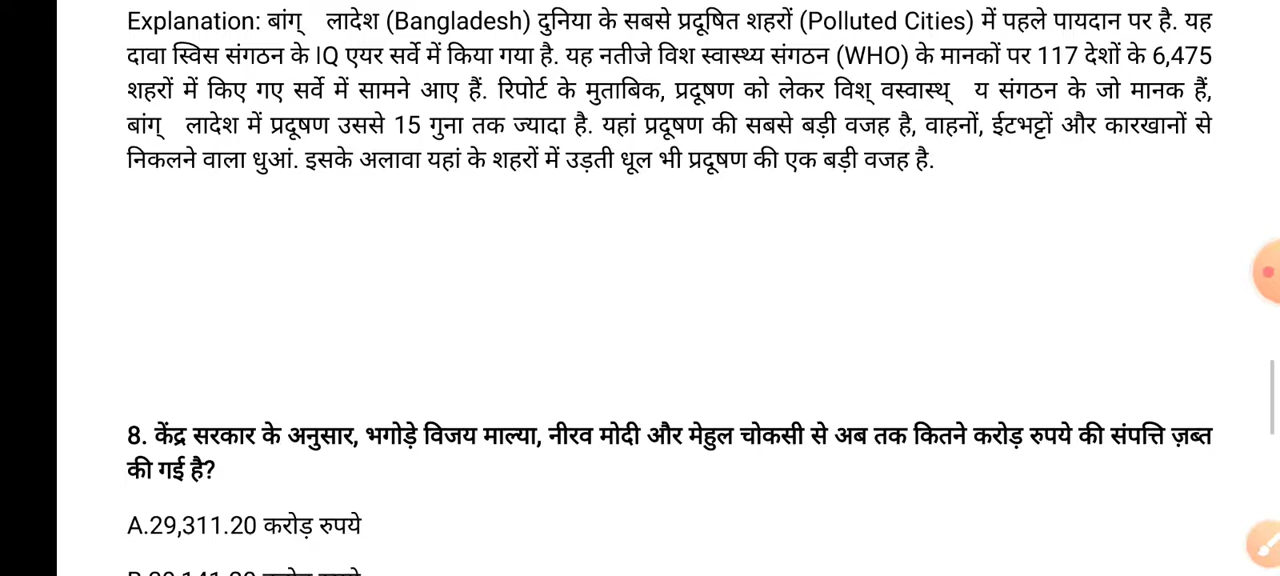 Explanation: बांग् लादेश (Bangladesh) दुनिया के सबसे प्रदूषित शहरों (Polluted Cities) में पहले पायदान पर है. यह
दावा स्विस संगठन के IQ एयर सर्वे में किया गया है. यह नतीजे विश स्वास्थ्य संगठन (WHO) के मानकों पर 117 देशों के 6,475
शहरों में किए गए सर्वे में सामने आए हैं. रिपोर्ट के मुताबिक, प्रदूषण को लेकर विश् वस्वास्थ् य संगठन के जो मानक हैं,
बांग् लादेश में प्रदूषण उससे 15 गुना तक ज्यादा है. यहां प्रदूषण की सबसे बड़ी वजह है, वाहनों, ईटभट्टों और कारखानों से
निकलने वाला धुआं. इसके अलावा यहां के शहरों में उड़ती धूल भी प्रदूषण की एक बड़ी वजह है.
8. केंद्र सरकार के अनुसार, भगोड़े विजय माल्या, नीरव मोदी और मेहुल चोकसी से अब तक कितने करोड़ रुपये की संपत्ति ज़ब्त
की गई है?
A.29,311.20 करोड़ रुपये